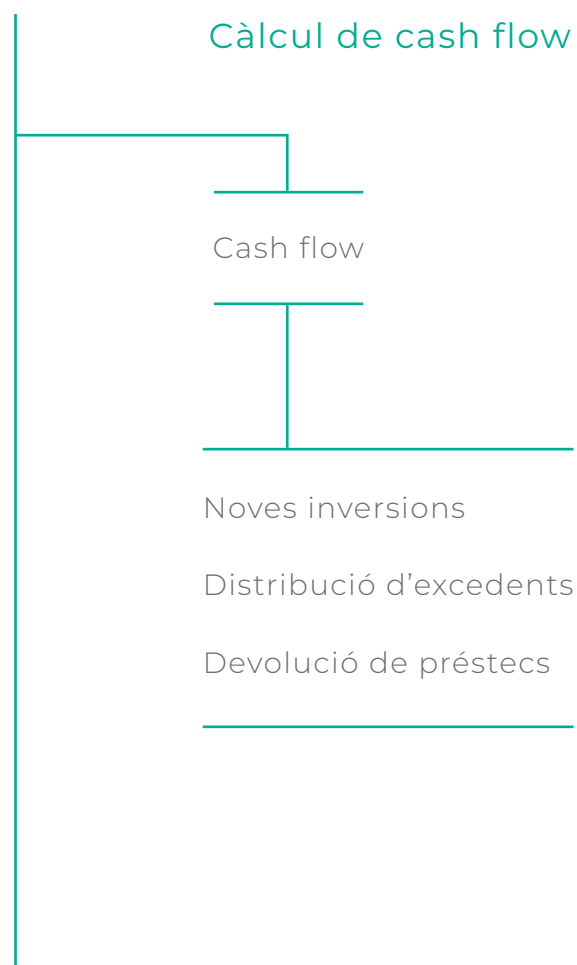 Càlcul de cash flow
Cash flow
Noves inversions
Distribució d’excedents
Devolució de préstecs